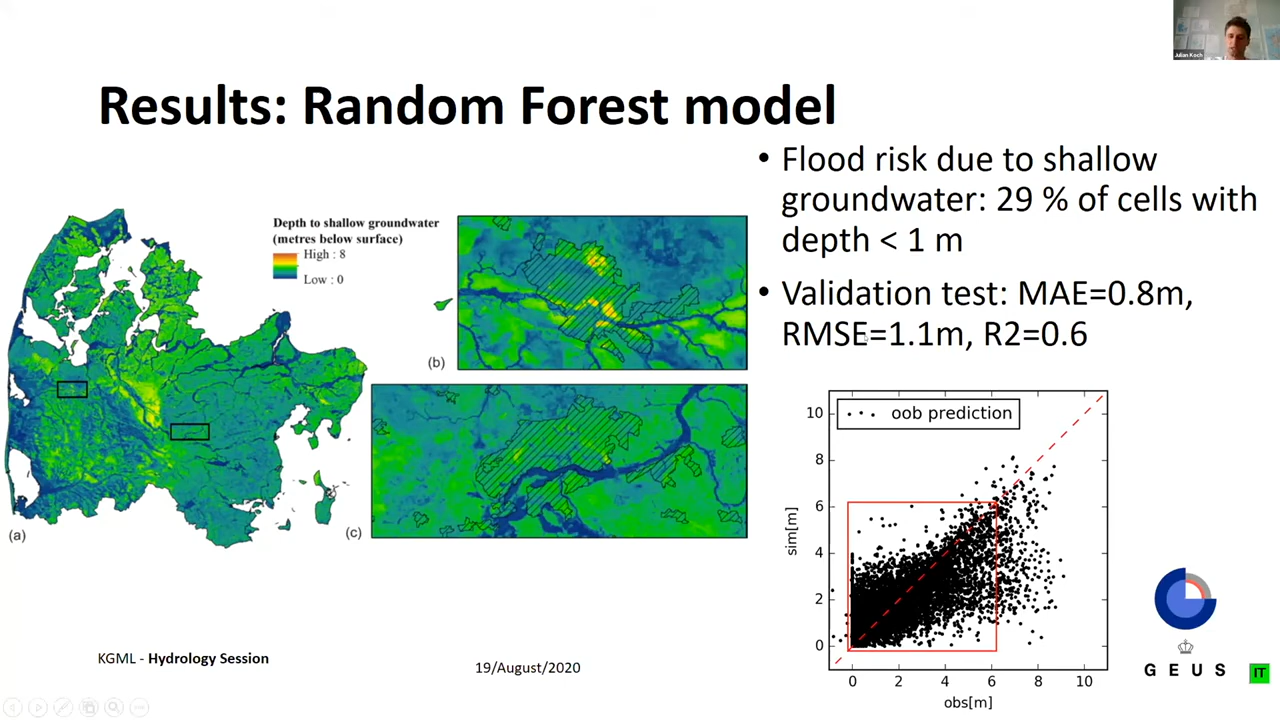 Julian Koch
Results: Random Forest model
• Flood risk due to shallow
groundwater: 29 % of cells with
depth < 1 m
• Validation test: MAE=0.8m,
RMSE=1.1m, R2=0.6
Depth to shallow groundwater
(metres below surface)
High : 8
Low : 0
(a)
(b)
(c)
oob prediction
sim[m]
10
8
6
4
2
0
0 2 4 6 8 10
obs[m]
KGML - Hydrology Session
19/August/2020
GEUS
IT